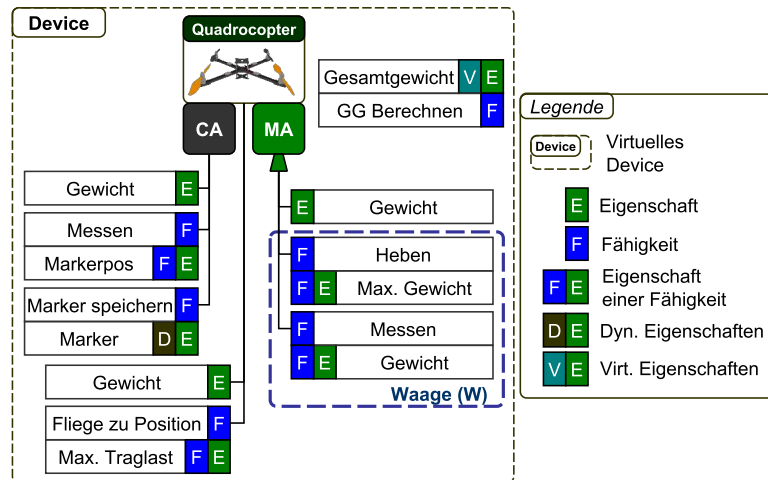 Device
Quadrocopter
Gesamtgewicht V E
GG Berechnen F
CA
MA
Gewicht E
Messen F
Markerpos F E
Marker speichern F
Marker D E
Gewicht E
Fliege zu Position F
Max. Traglast F E
E Gewicht
F Heben
F E Max. Gewicht
F Messen
F E Gewicht
Waage (W)
Legende
Device
Virtuelles
Device
E Eigenschaft
F Fähigkeit
F E Eigenschaft
einer Fähigkeit
D E Dyn. Eigenschaften
V E Virt. Eigenschaften